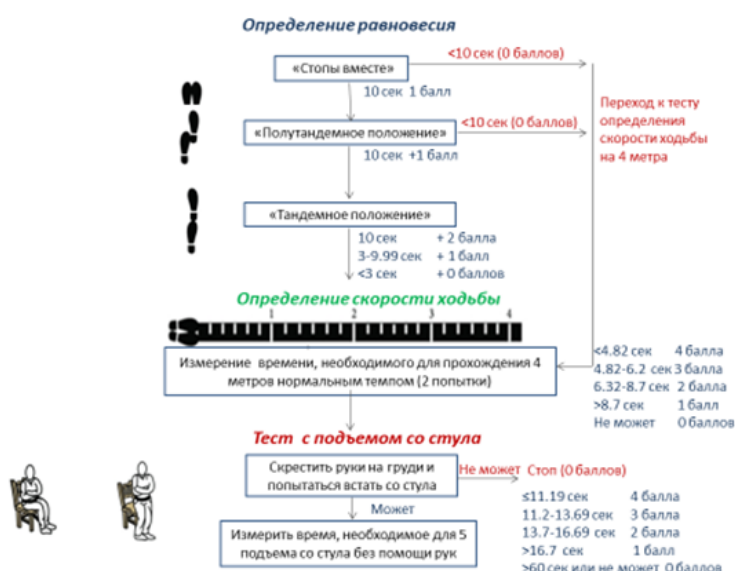 Определение равновесия
<10 сек (0 баллов)
«Стопы вместе»
10 сек 1 балл
Переход к тесту
определения
скорости ходьбы
на 4 метра
<10 сек (0 баллов)
«Полутандемное положение»
10 сек +1 балл
«Тандемное положение»
10 сек + 2 балла
3-9.99 сек + 1 балл
<3 сек + 0 баллов
Определение скорости ходьбы
1 2 3 4
Измерение времени, необходимого для прохождения 4
метров нормальным темпом (2 попытки)
<4.82 сек 4 балла
4.82-6.2 сек 3 балла
6.32-8.7 сек 2 балла
>8.7 сек 1 балл
Не может 0 баллов
Тест с подъемом со стула
Скрестить руки на груди и
попытаться встать со стула
Не может Стоп (0 баллов)
Может
Измерить время, необходимое для 5
подъема со стула без помощи рук
≤11.19 сек 4 балла
11.2-13.69 сек 3 балла
13.7-16.69 сек 2 балла
>16.7 сек 1 балл
>60 сек или не может 0 баллов